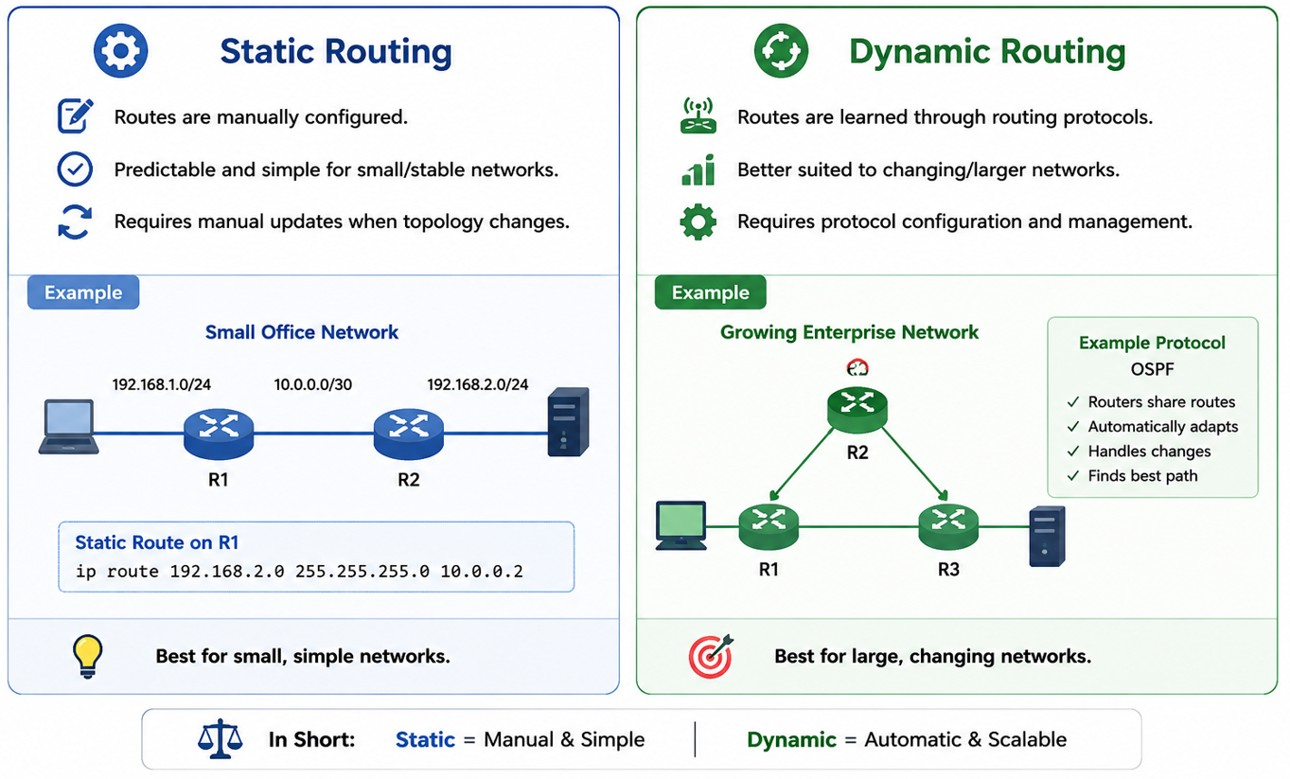 Static Routing
Routes are manually configured.
Predictable and simple for small/stable networks.
Requires manual updates when topology changes.
Example
Small Office Network
192.168.1.0/24
10.0.0.0/30
192.168.2.0/24
R1
R2
Static Route on R1
ip route 192.168.2.0 255.255.255.0 10.0.0.2
Best for small, simple networks.
Dynamic Routing
Routes are learned through routing protocols.
Better suited to changing/larger networks.
Requires protocol configuration and management.
Example
Growing Enterprise Network
R2
R1
R3
Example Protocol
OSPF
✓ Routers share routes
✓ Automatically adapts
✓ Handles changes
✓ Finds best path
Best for large, changing networks.
In Short: Static = Manual & Simple | Dynamic = Automatic & Scalable